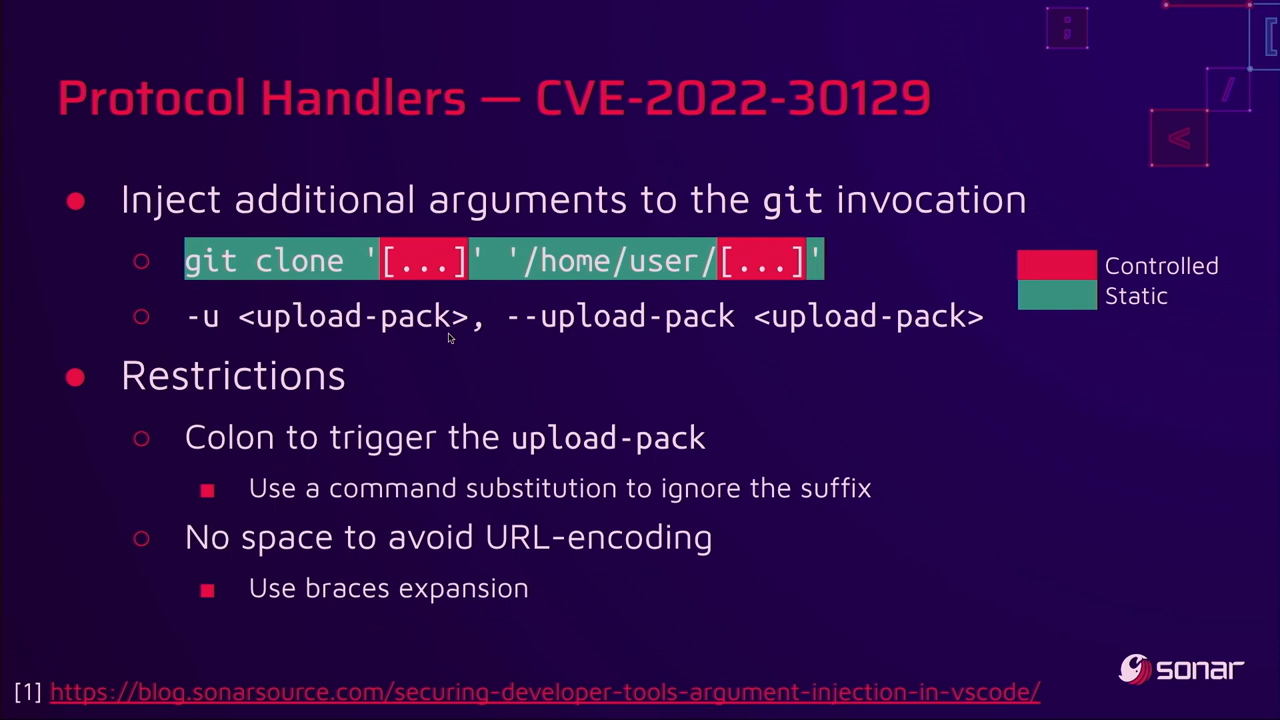 ;
[
/
<
Protocol Handlers — CVE-2022-30129
● Inject additional arguments to the git invocation
○ git clone '[...]' '/home/user/[...]'
Controlled
Static
○ -u <upload-pack>, --upload-pack <upload-pack>
● Restrictions
○ Colon to trigger the upload-pack
■ Use a command substitution to ignore the suffix
○ No space to avoid URL-encoding
■ Use braces expansion
sonar
[1] https://blog.sonarsource.com/securing-developer-tools-argument-injection-in-vscode/